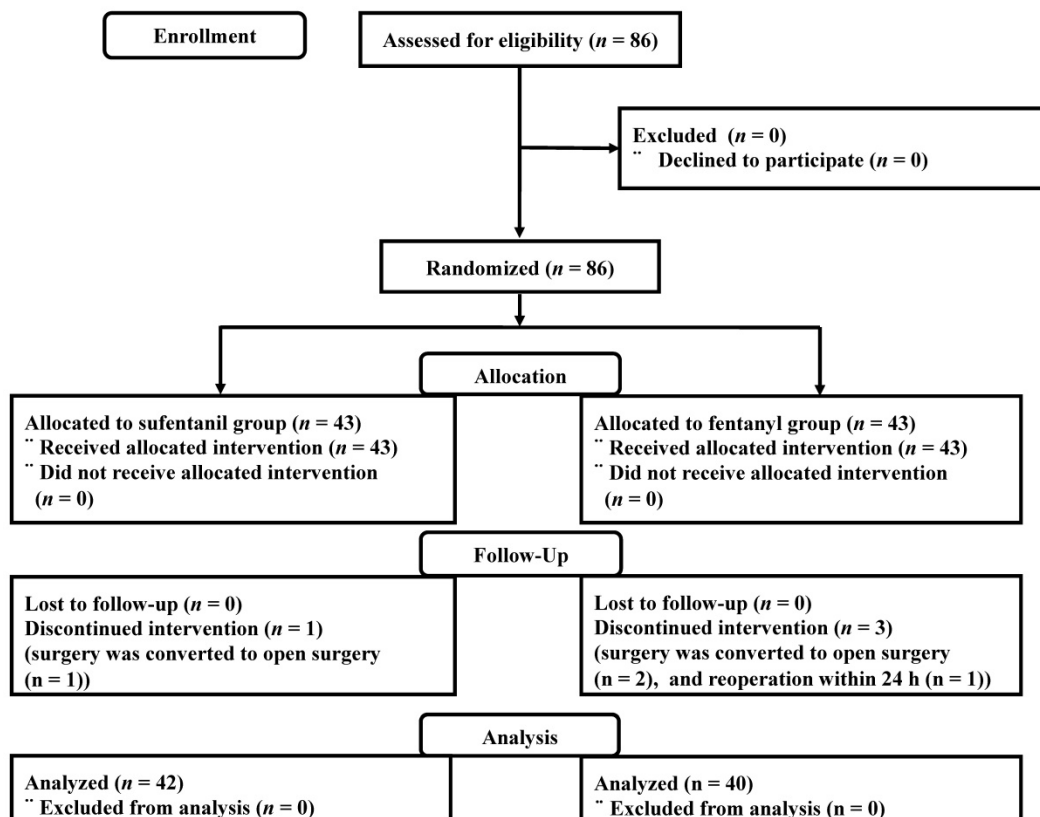 Enrollment
Assessed for eligibility (n = 86)
Excluded (n = 0)
¨ Declined to participate (n = 0)
Randomized (n = 86)
Allocation
Allocated to sufentanil group (n = 43)
¨ Received allocated intervention (n = 43)
¨ Did not receive allocated intervention
(n = 0)
Allocated to fentanyl group (n = 43)
¨ Received allocated intervention (n = 43)
¨ Did not receive allocated intervention
(n = 0)
Follow-Up
Lost to follow-up (n = 0)
Discontinued intervention (n = 1)
(surgery was converted to open surgery
(n = 1))
Lost to follow-up (n = 0)
Discontinued intervention (n = 3)
(surgery was converted to open surgery
(n = 2), and reoperation within 24 h (n = 1))
Analysis
Analyzed (n = 42)
¨ Excluded from analysis (n = 0)
Analyzed (n = 40)
¨ Excluded from analysis (n = 0)